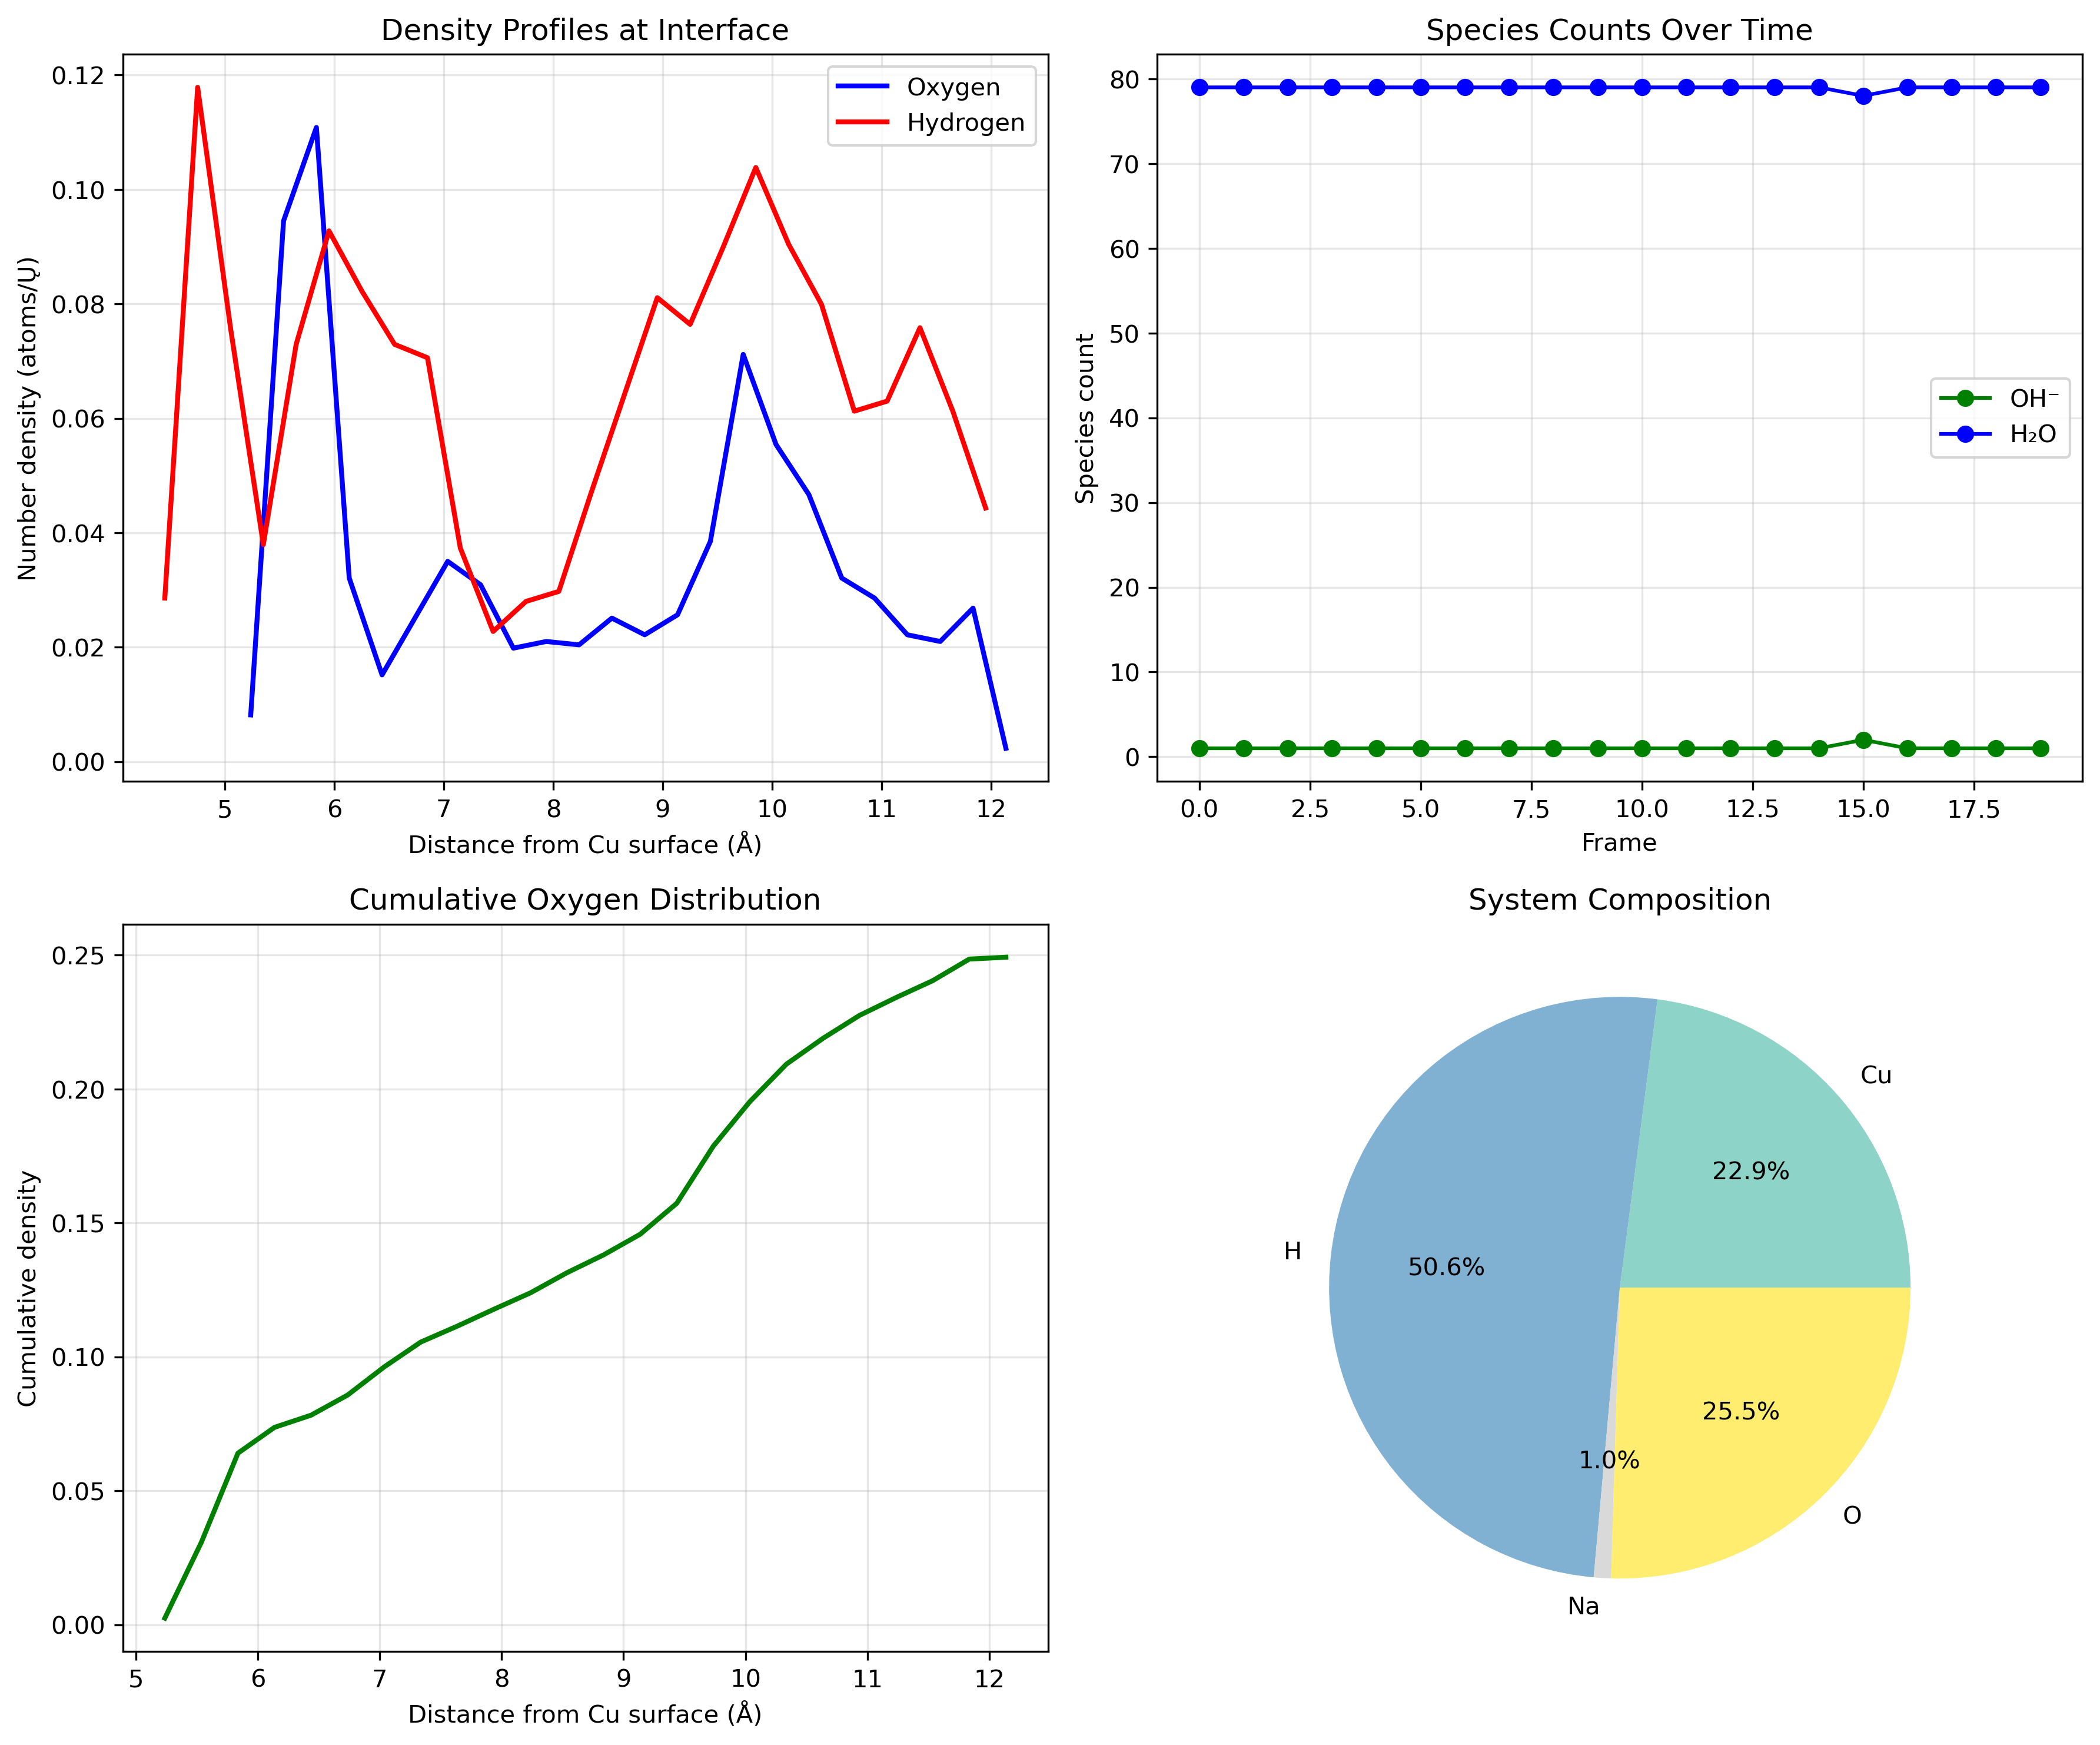 Density Profiles at Interface
Number density (atoms/Ų)
0.12
0.10
0.08
0.06
0.04
0.02
0.00
Oxygen
Hydrogen
5 6 7 8 9 10 11 12
Distance from Cu surface (Å)
Species Counts Over Time
Species count
80
70
60
50
40
30
20
10
0
OH⁻
H₂O
0.0 2.5 5.0 7.5 10.0 12.5 15.0 17.5
Frame
Cumulative Oxygen Distribution
Cumulative density
0.25
0.20
0.15
0.10
0.05
0.00
5 6 7 8 9 10 11 12
Distance from Cu surface (Å)
System Composition
Cu
22.9%
H
50.6%
25.5%
1.0%
O
Na